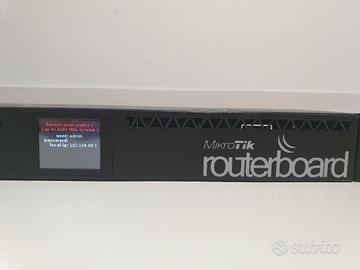 Secure your router !
Tap to hide this screen !
user: admin
password:
local ip: 192.168.88.1
MikroTik
routerboard
subito